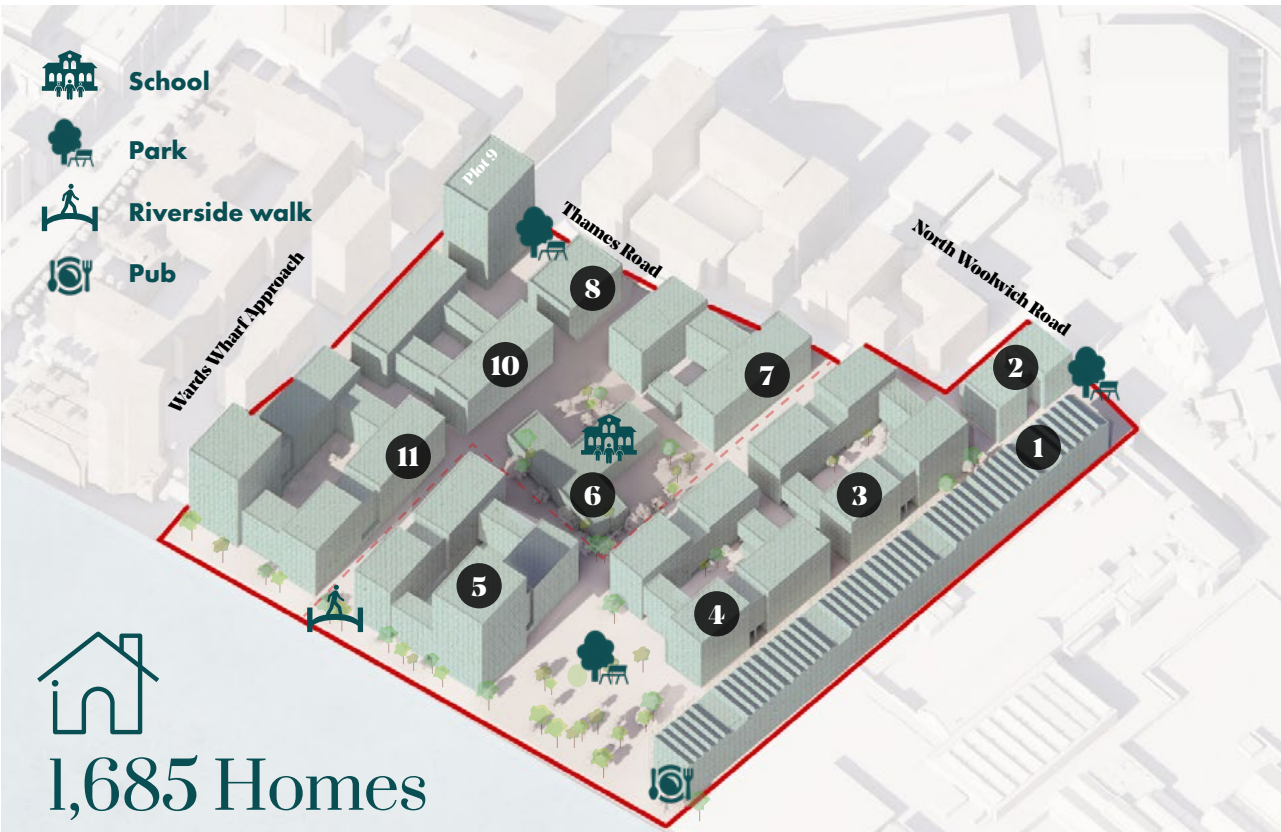 School
Park
Riverside walk
Pub
Plot 9
Thames Road
North Woolwich Road
Wards Wharf Approach
8
2
10
7
1
11
3
6
5
4
1,685 Homes